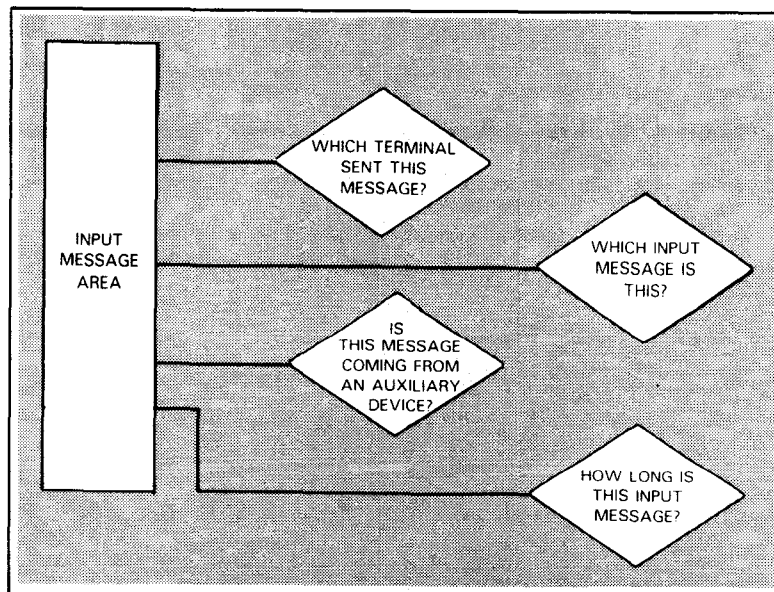 INPUT
MESSAGE
AREA
WHICH TERMINAL
SENT THIS
MESSAGE?
WHICH INPUT
MESSAGE IS
THIS?
IS
THIS MESSAGE
COMING FROM
AN AUXILIARY
DEVICE?
HOW LONG IS
THIS INPUT
MESSAGE?